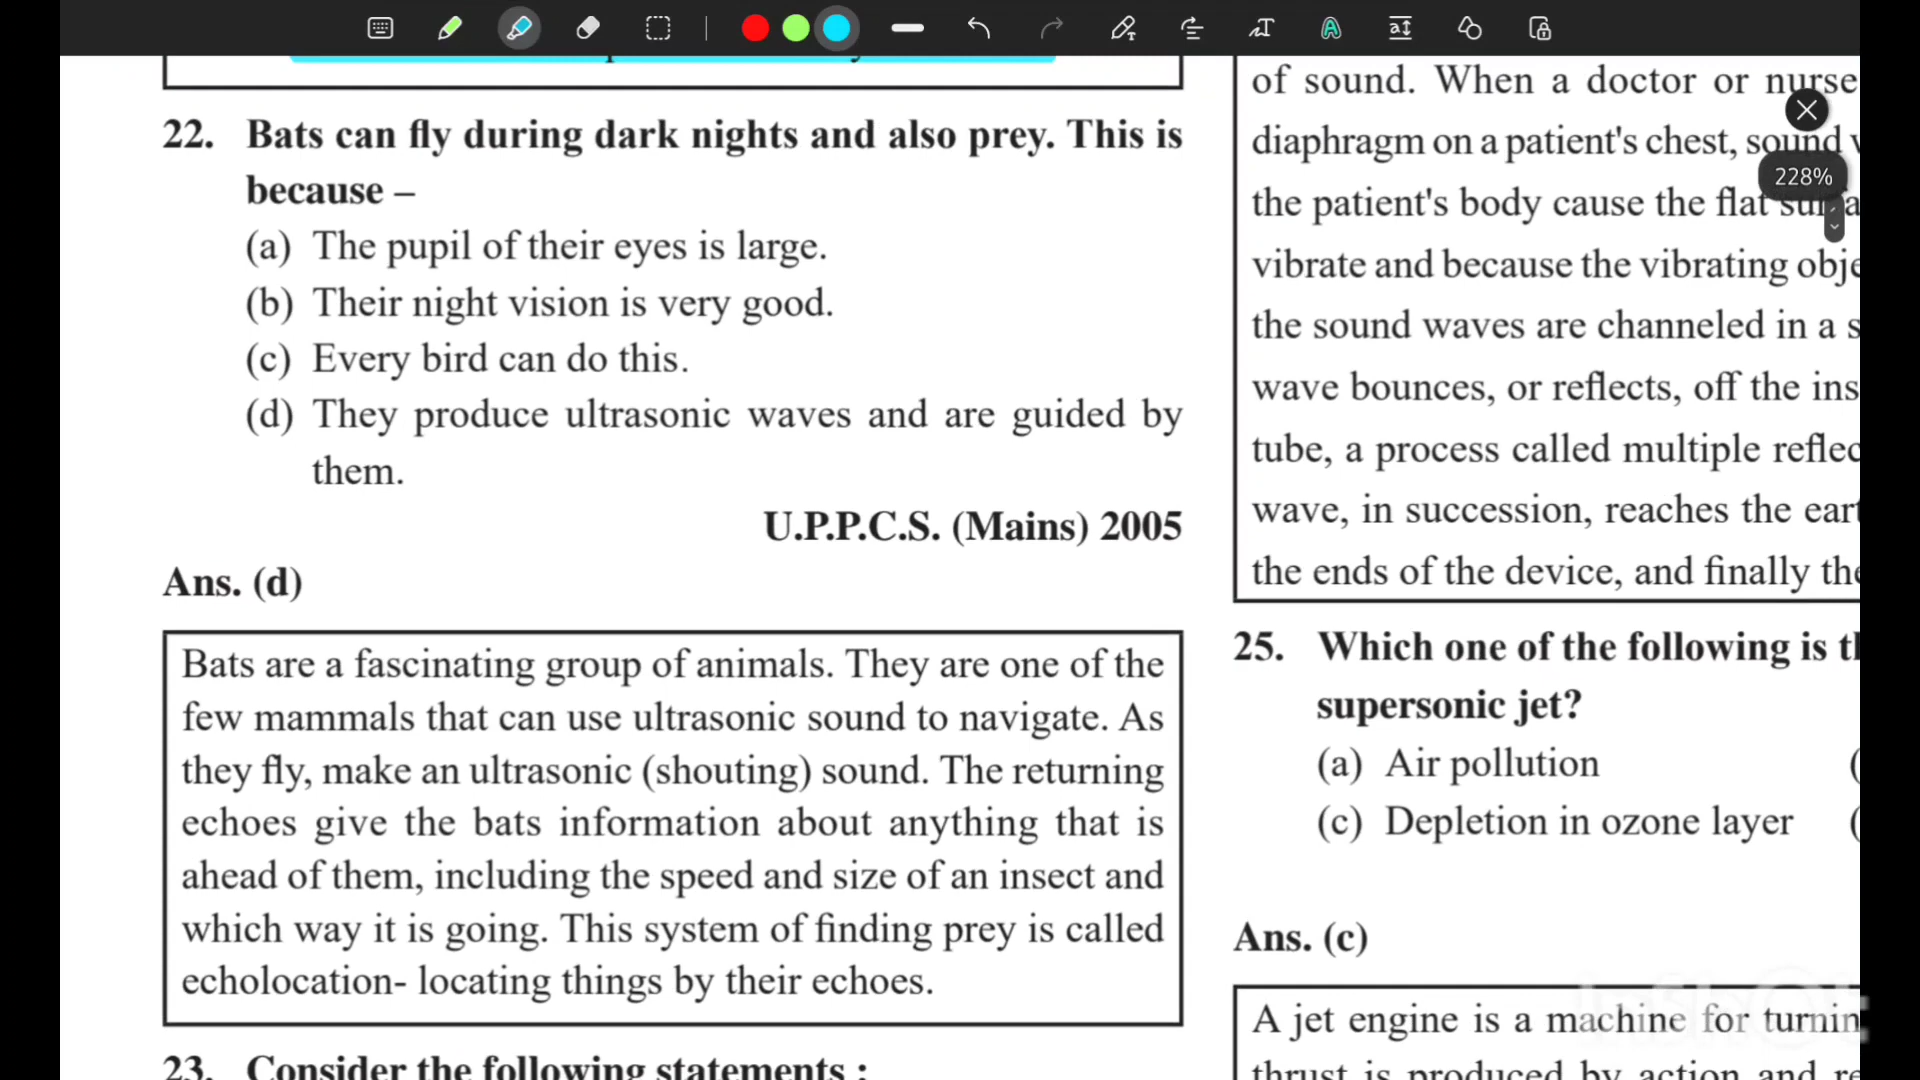 22. Bats can fly during dark nights and also prey. This is
because –
(a) The pupil of their eyes is large.
(b) Their night vision is very good.
(c) Every bird can do this.
(d) They produce ultrasonic waves and are guided by
them.
U.P.P.C.S. (Mains) 2005
Ans. (d)
Bats are a fascinating group of animals. They are one of the
few mammals that can use ultrasonic sound to navigate. As
they fly, make an ultrasonic (shouting) sound. The returning
echoes give the bats information about anything that is
ahead of them, including the speed and size of an insect and
which way it is going. This system of finding prey is called
echolocation- locating things by their echoes.
23. Consider the following statements :
of sound. When a doctor or nurse
diaphragm on a patient's chest, sound
the patient's body cause the flat
vibrate and because the vibrating
the sound waves are channeled in a
wave bounces, or reflects, off the
tube, a process called multiple
wave, in succession, reaches the
the ends of the device, and finally
25. Which one of the following is
supersonic jet?
(a) Air pollution
(c) Depletion in ozone layer
Ans. (c)
A jet engine is a machine for
thrust is produced by action and
228%
InShOt